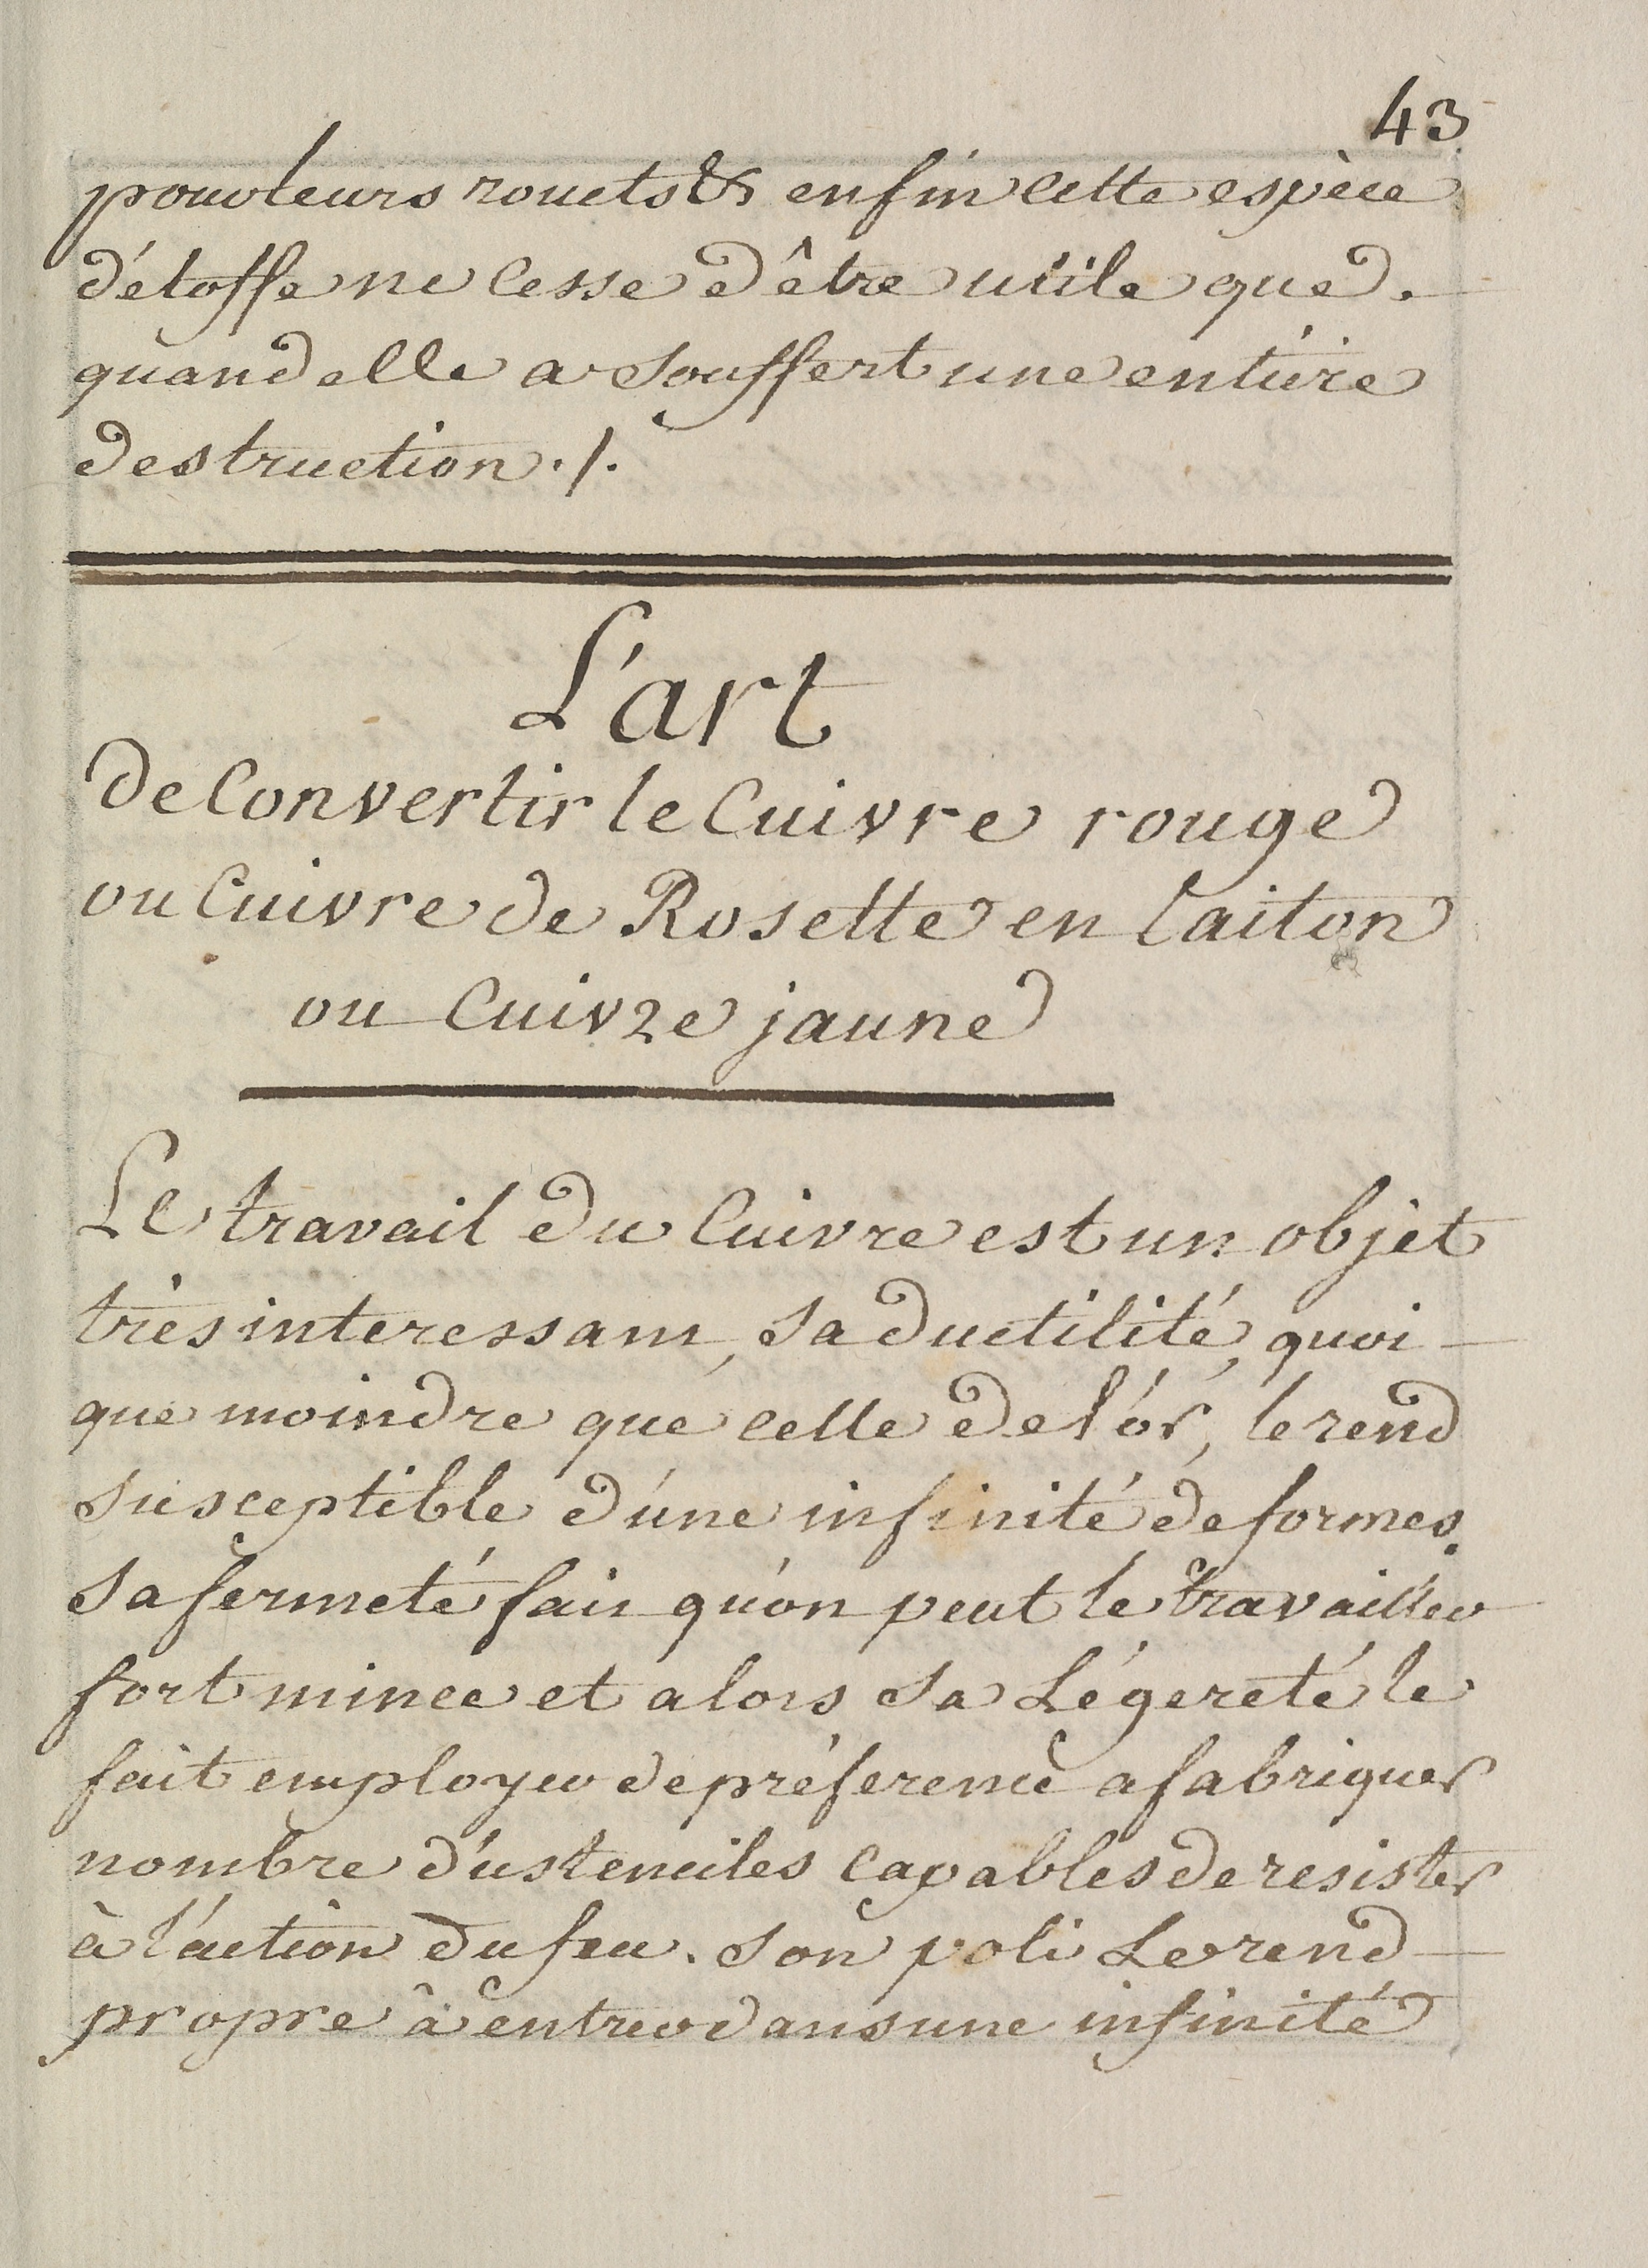 43
pour leurs rouets &c enfin cette espèce
d'étoffe ne cesse d'être utile que
quand elle a souffert une entière
destruction ./.
L'art
de Convertir le Cuivre rouge
ou Cuivre de Rosette en Laiton
ou Cuivre jaune
Le travail du Cuivre est un objet
très interessant, sa ductilité, quoi
que moindre que celle de l'or, le rend
susceptible d'une infinité de formes.
sa fermeté fait qu'on peut le travailler
fort mince et alors sa Légereté le
fait employer de préference a fabriquer
nombre d'ustenciles capables de resister
à l'action du feu. son poli Le rend
propre à entrer dans une infinité